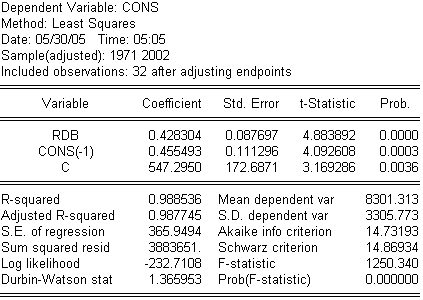 Dependent Variable: CONS
Method: Least Squares
Date: 05/30/05 Time: 05:05
Sample(adjusted): 1971 2002
Included observations: 32 after adjusting endpoints
Variable Coefficient Std. Error t-Statistic Prob.
RDB 0.428304 0.087697 4.883892 0.0000
CONS(-1) 0.455493 0.111296 4.092608 0.0003
C 547.2950 172.6871 3.169286 0.0036
R-squared 0.988536 Mean dependent var 8301.313
Adjusted R-squared 0.987745 S.D. dependent var 3305.773
S.E. of regression 365.9494 Akaike info criterion 14.73193
Sum squared resid 3883651. Schwarz criterion 14.86934
Log likelihood -232.7108 F-statistic 1250.340
Durbin-Watson stat 1.365953 Prob(F-statistic) 0.000000